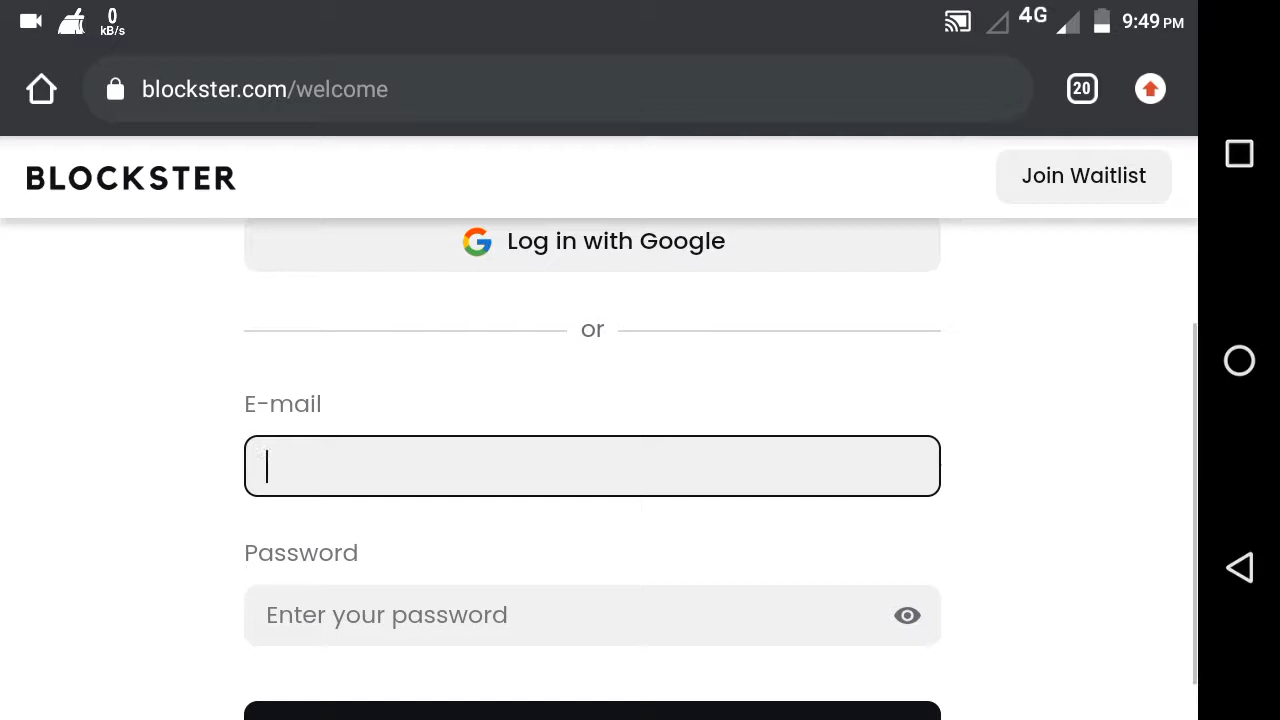 0
kB/s
4G
9:49 PM
blockster.com/welcome
20
BLOCKSTER
Join Waitlist
Log in with Google
or
E-mail
Password
Enter your password